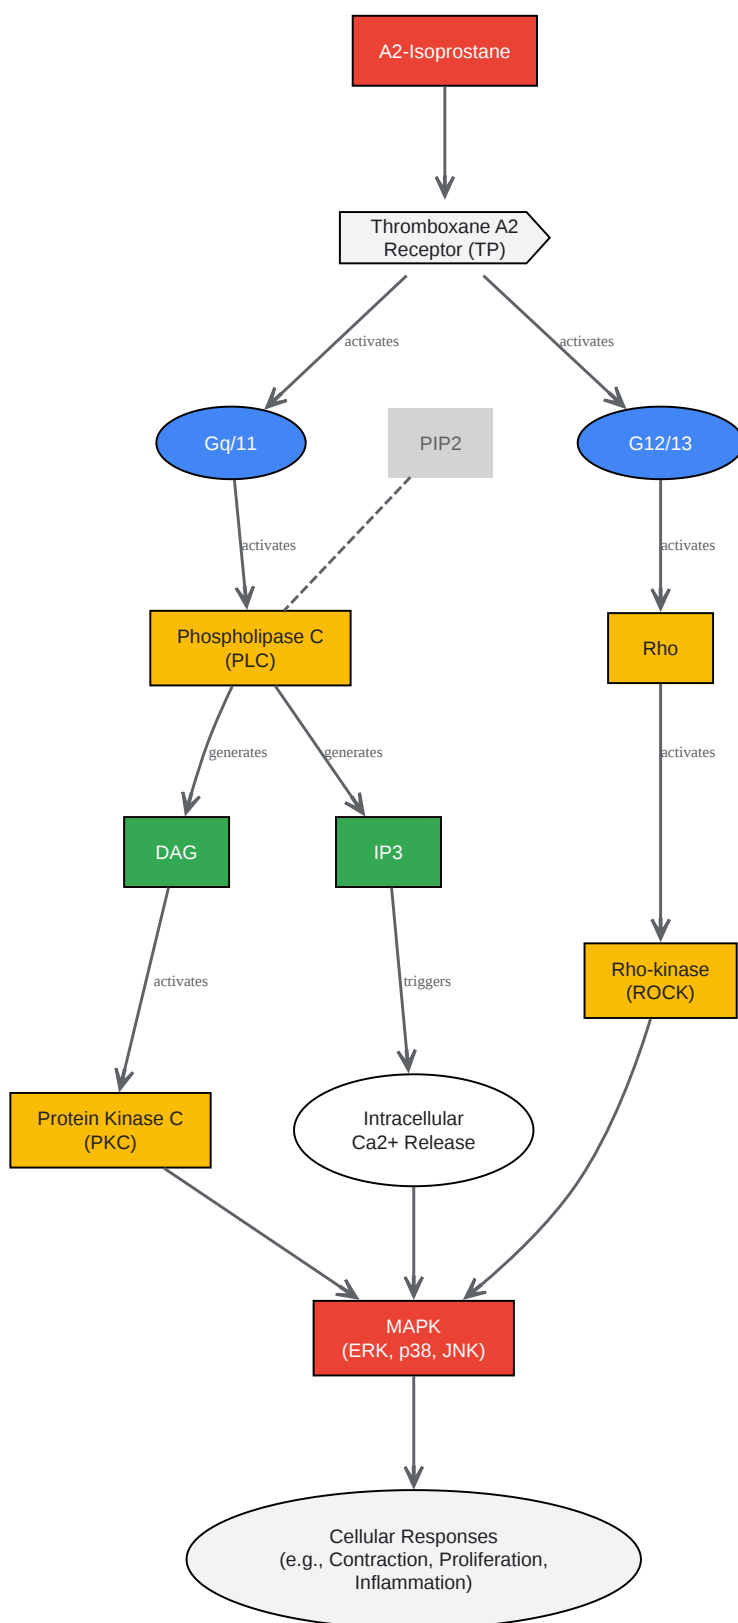 A2-Isoprostane
Thromboxane A2
Receptor (TP)
activates
activates
Gq/11
PIP2
G12/13
activates
activates
Phospholipase C
(PLC)
Rho
generates
generates
activates
DAG
IP3
Rho-kinase
(ROCK)
activates
triggers
Protein Kinase C
(PKC)
Intracellular
Ca2+ Release
MAPK
(ERK, p38, JNK)
Cellular Responses
(e.g., Contraction, Proliferation,
Inflammation)